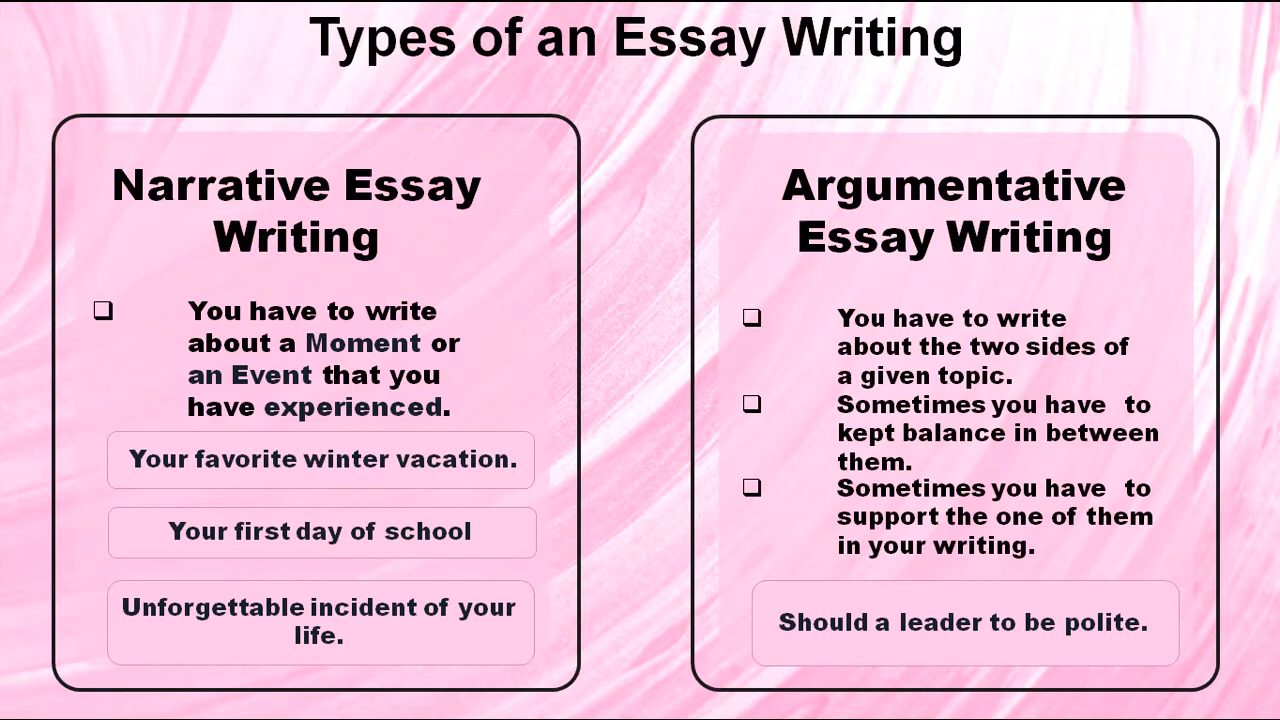 Types of an Essay Writing
Narrative Essay
Writing
❑ You have to write
about a Moment or
an Event that you
have experienced.
Your favorite winter vacation.
Your first day of school
Unforgettable incident of your
life.
Argumentative
Essay Writing
❑ You have to write
about the two sides of
a given topic.
❑ Sometimes you have to
kept balance in between
them.
❑ Sometimes you have to
support the one of them
in your writing.
Should a leader to be polite.